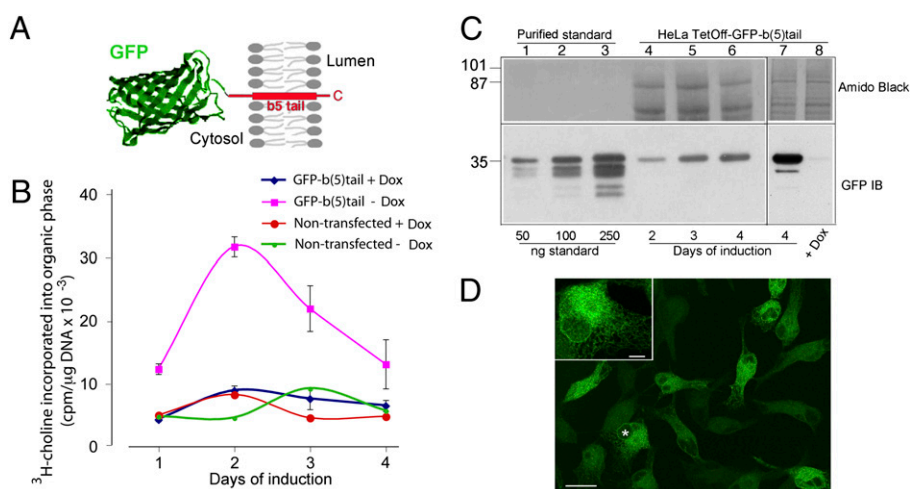 A
GFP
Lumen
C
b5 tail
Cytosol
B
40
30
20
10
0
GFP-b(5)tail + Dox
GFP-b(5)tail - Dox
Non-transfected + Dox
Non-transfected - Dox
³H-choline incorporated into organic phase
(cpm/µg DNA x 10 -3)
1 2 3 4
Days of induction
C
Purified standard
HeLa TetOff-GFP-b(5)tail
1 2 3 4 5 6 7 8
101
87
Amido Black
35
GFP IB
50 100 250 2 3 4 4 + Dox
ng standard
Days of induction
D
*